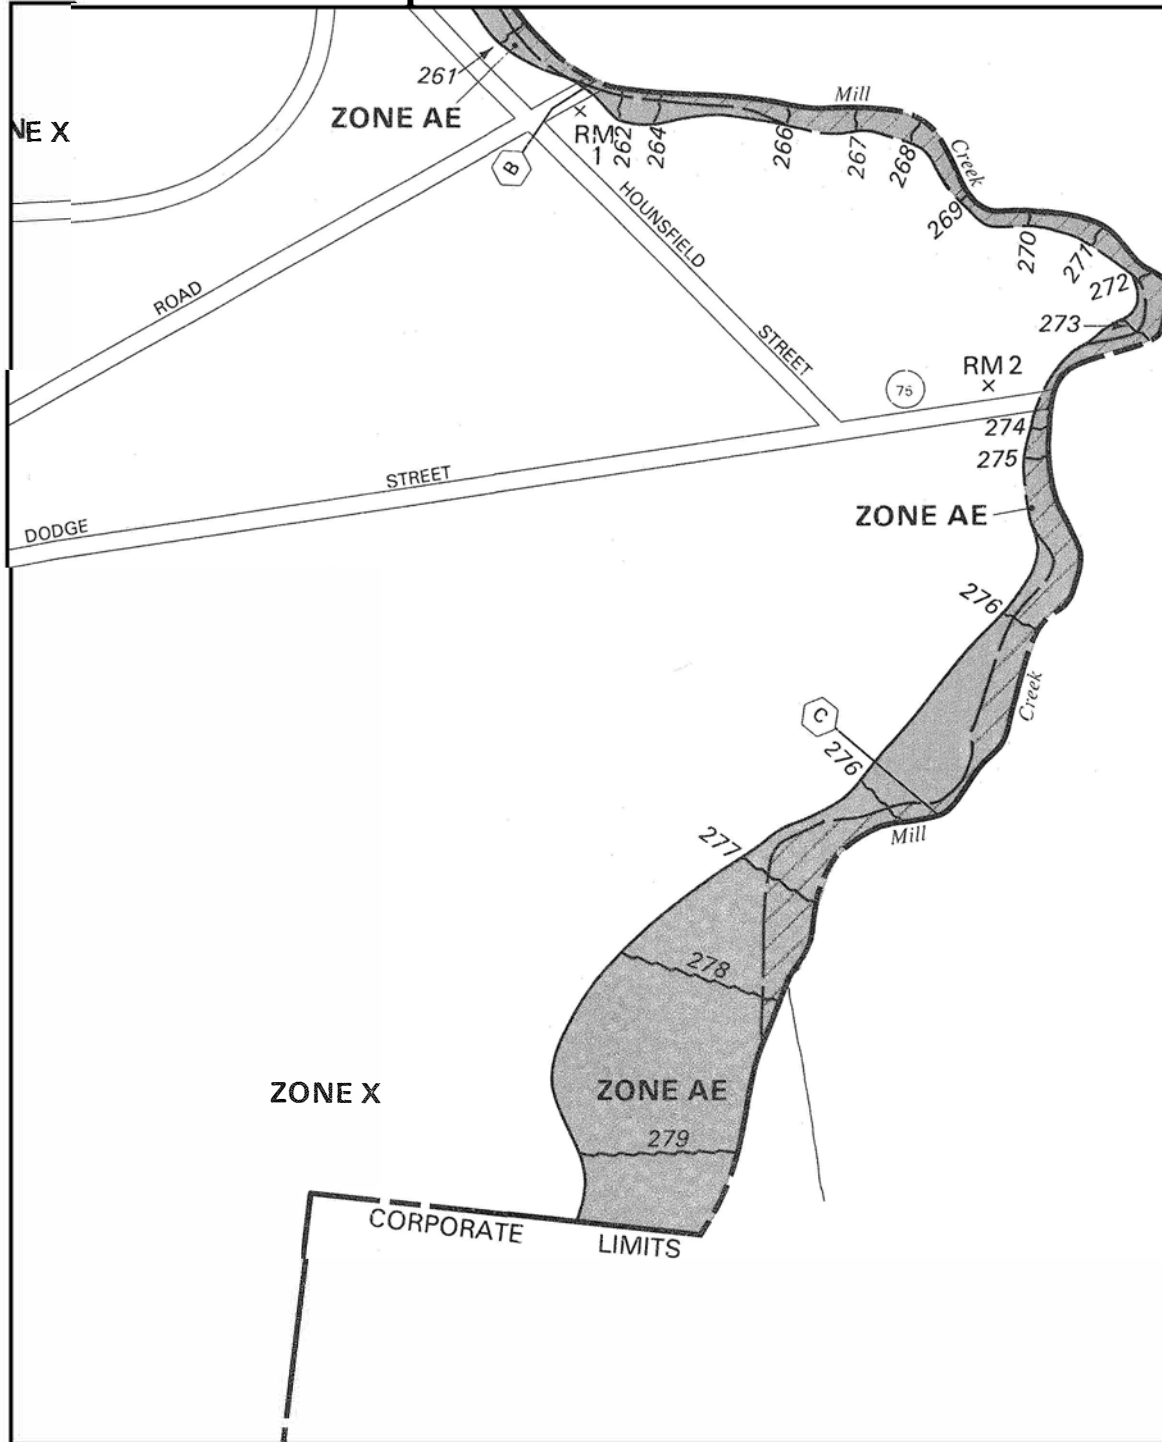 261
ZONE AE
NE X
Mill
Creek
B
RM
1
262
264
266
267
268
269
270
271
272
273
HOUNSFIELD
STREET
ROAD
RM 2
75
274
275
STREET
DODGE
ZONE AE
276
Creek
C
276
Mill
277
278
ZONE X
ZONE AE
279
CORPORATE
LIMITS